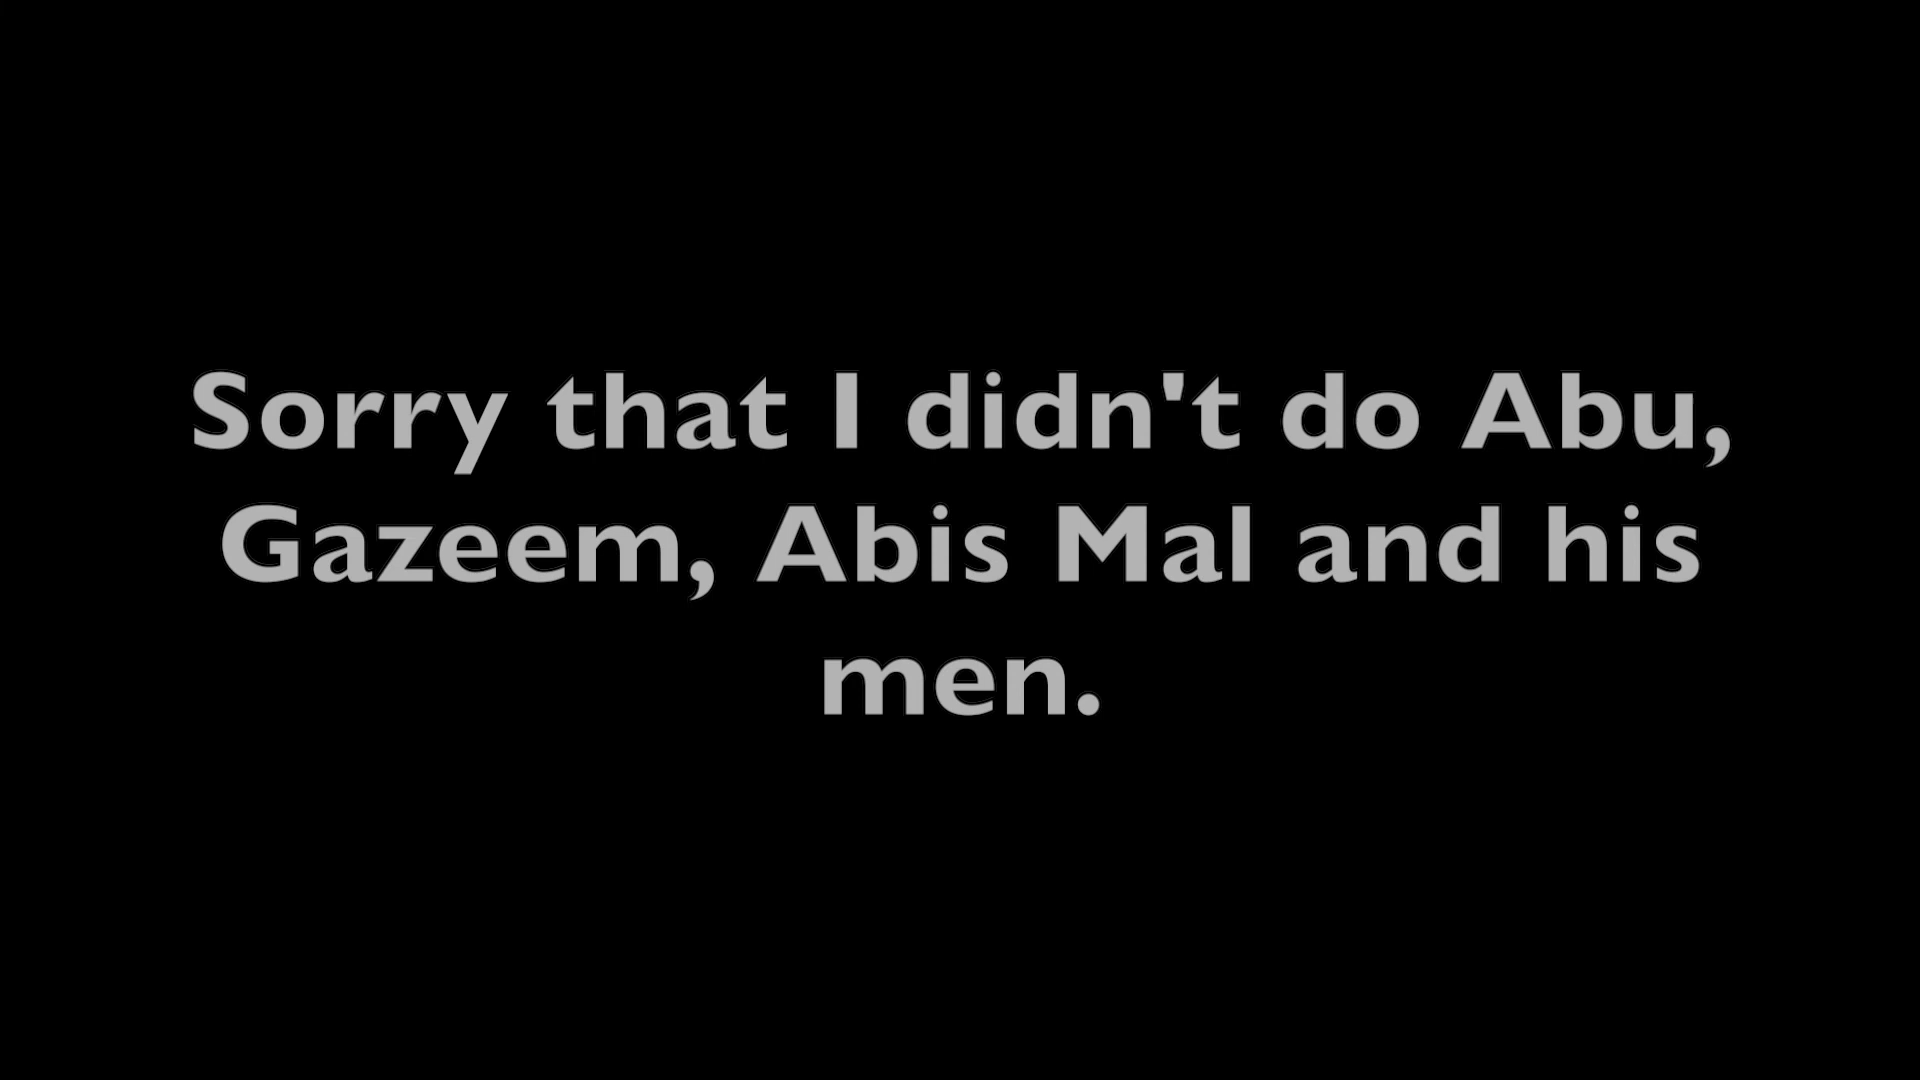 Sorry that I didn't do Abu,
Gazeem, Abis Mal and his
men.